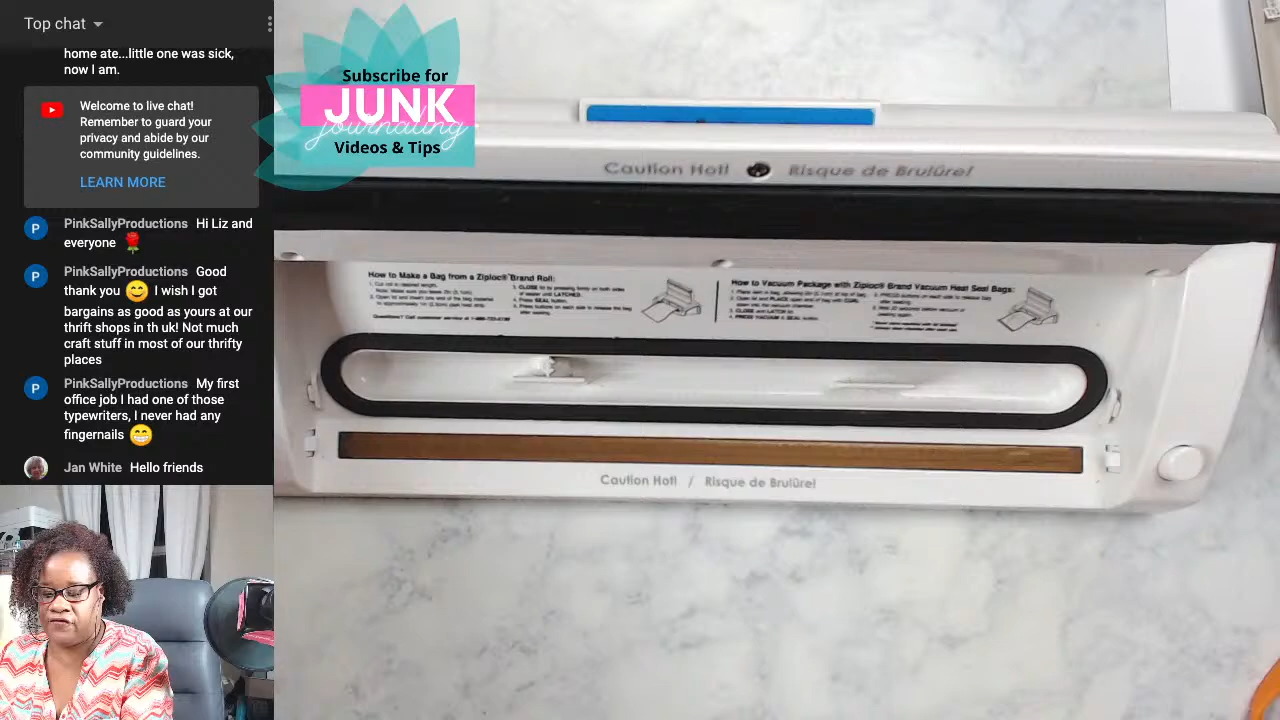 Top chat
home ate...little one was sick,
now I am.
Welcome to live chat!
Remember to guard your
privacy and abide by our
community guidelines.
LEARN MORE
PinkSallyProductions Hi Liz and
everyone 🌹
PinkSallyProductions Good
thank you 😊 I wish I got
bargains as good as yours at our
thrift shops in th uk! Not much
craft stuff in most of our thrifty
places
PinkSallyProductions My first
office job I had one of those
typewriters, I never had any
fingernails 😁
Jan White Hello friends
Subscribe for
JUNK
journaling
Videos & Tips
Caution Hot! Risque de Brulûre!
How to Make a Bag from a Ziploc® Brand Roll:
How to Vacuum Package with Ziploc® Brand Vacuum Heat Seal Bags:
Caution Hot! / Risque de Brulûre!